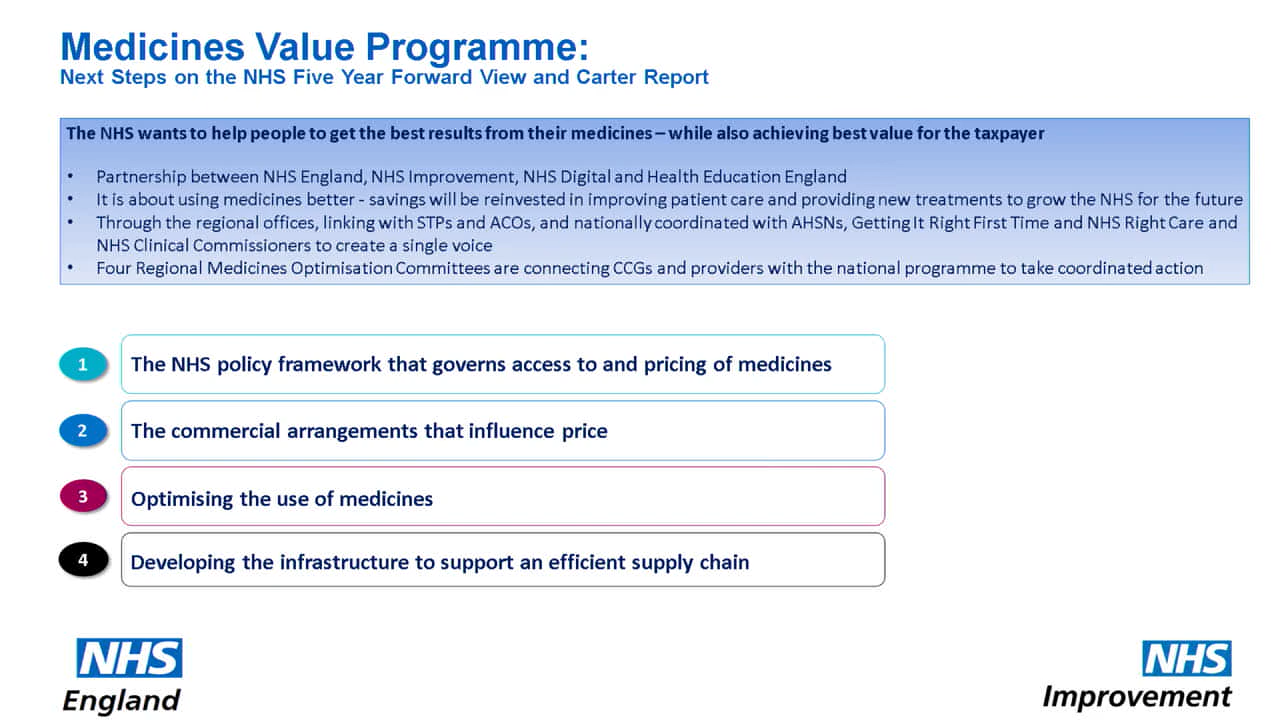 Medicines Value Programme:
Next Steps on the NHS Five Year Forward View and Carter Report
The NHS wants to help people to get the best results from their medicines – while also achieving best value for the taxpayer
• Partnership between NHS England, NHS Improvement, NHS Digital and Health Education England
• It is about using medicines better - savings will be reinvested in improving patient care and providing new treatments to grow the NHS for the future
• Through the regional offices, linking with STPs and ACOs, and nationally coordinated with AHSNs, Getting It Right First Time and NHS Right Care and
NHS Clinical Commissioners to create a single voice
• Four Regional Medicines Optimisation Committees are connecting CCGs and providers with the national programme to take coordinated action
1 The NHS policy framework that governs access to and pricing of medicines
2 The commercial arrangements that influence price
3 Optimising the use of medicines
4 Developing the infrastructure to support an efficient supply chain
NHS
England
NHS
Improvement